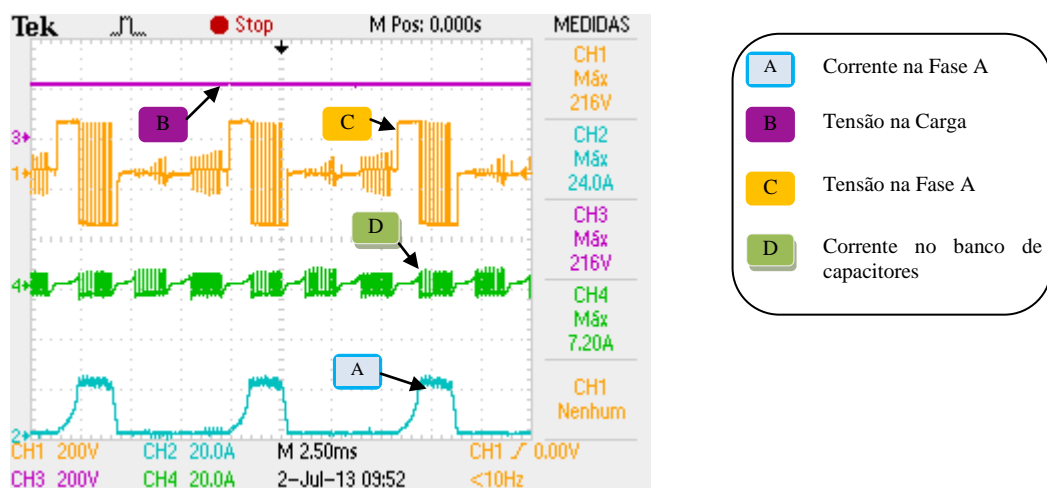 Tek Stop M Pos: 0.000s MEDIDAS
CH1
Máx
216V
CH2
Máx
24.0A
CH3
Máx
216V
CH4
Máx
7.20A
CH1
Nenhum
B
C
D
A
3
1
4
2
CH1 200V CH2 20.0A M 2.50ms CH1 0.00V
CH3 200V CH4 20.0A 2-Jul-13 09:52 <10Hz
A Corrente na Fase A
B Tensão na Carga
C Tensão na Fase A
D Corrente no banco de
capacitores